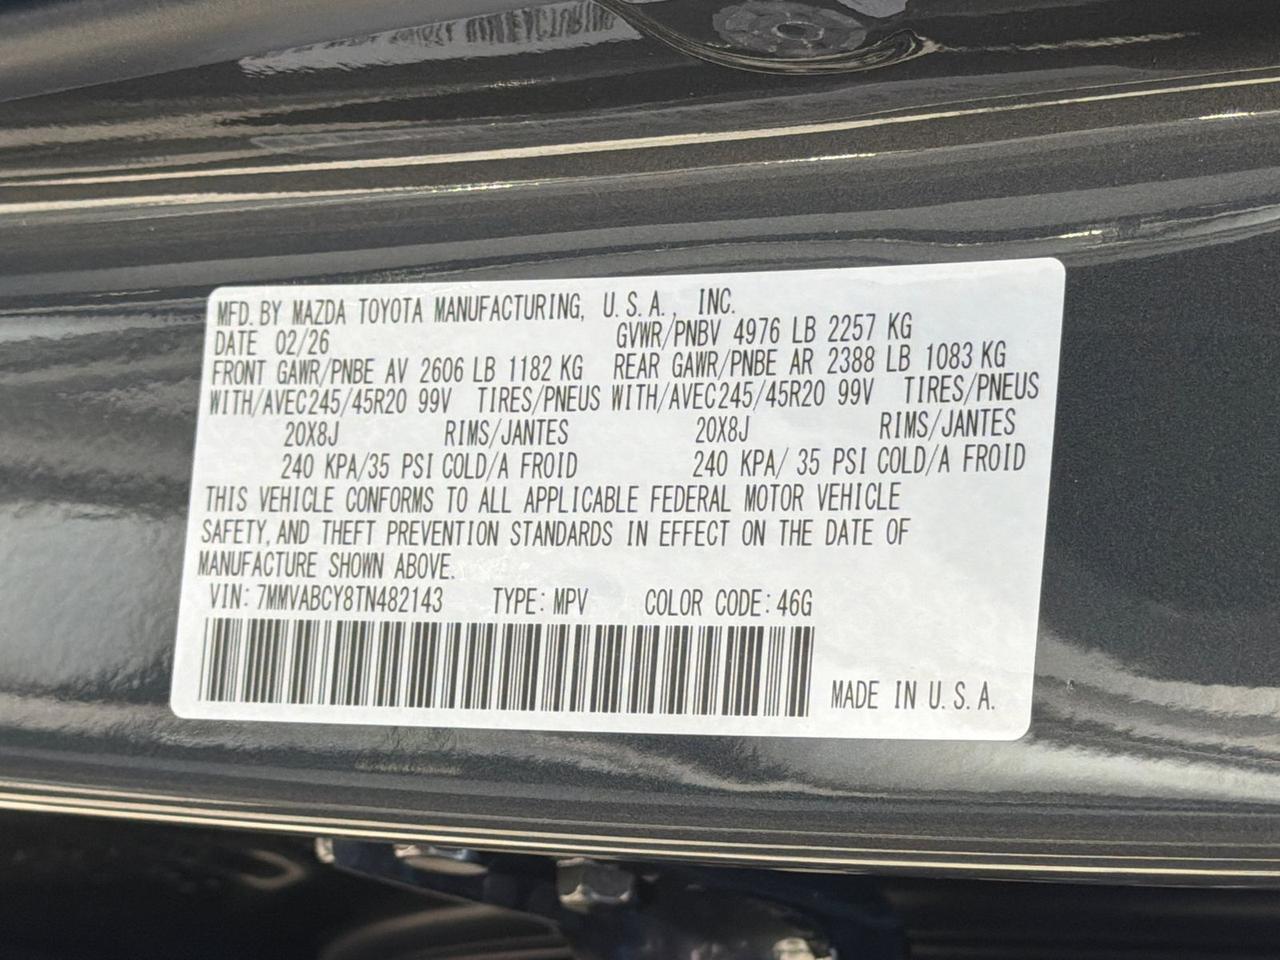 MFD. BY MAZDA TOYOTA MANUFACTURING, U.S.A., INC.
DATE 02/26 GVWR/PNBV 4976 LB 2257 KG
FRONT GAWR/PNBE AV 2606 LB 1182 KG REAR GAWR/PNBE AR 2388 LB 1083 KG
WITH/AVEC245/45R20 99V TIRES/PNEUS WITH/AVEC245/45R20 99V TIRES/PNEUS
20X8J RIMS/JANTES 20X8J RIMS/JANTES
240 KPA/35 PSI COLD/A FROID 240 KPA/ 35 PSI COLD/A FROID
THIS VEHICLE CONFORMS TO ALL APPLICABLE FEDERAL MOTOR VEHICLE
SAFETY, AND THEFT PREVENTION STANDARDS IN EFFECT ON THE DATE OF
MANUFACTURE SHOWN ABOVE.
VIN: 7MMVABCY8TN482143 TYPE: MPV COLOR CODE: 46G
MADE IN U.S.A.